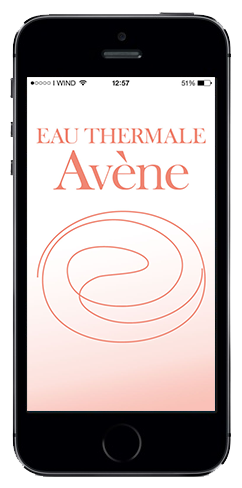 I WIND 12:57 51%
EAU THERMALE
Avène